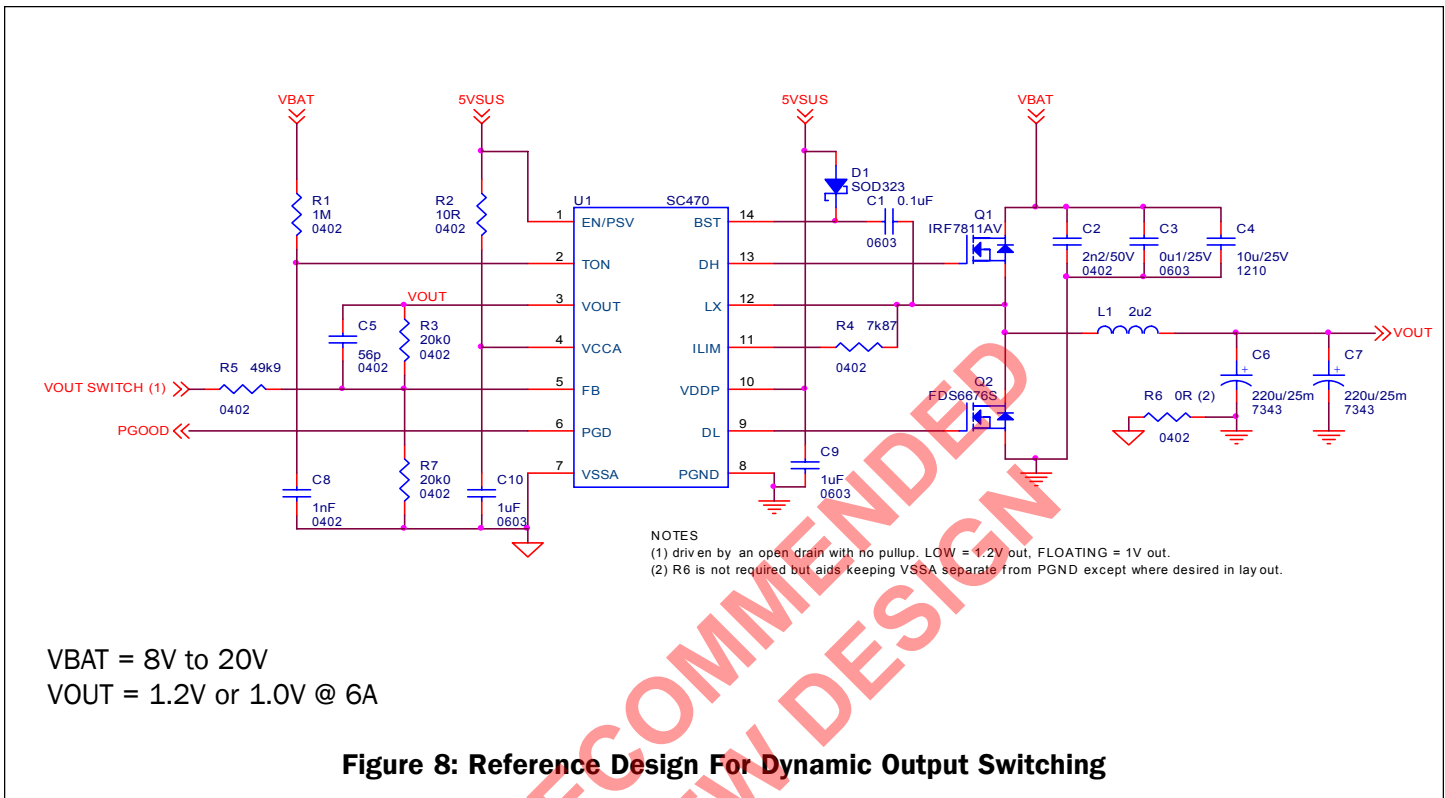 VBAT
5VSUS
5VSUS
VBAT
R1
1M
0402
R2
10R
0402
U1
SC470
D1
SOD323
C1 0.1uF
0603
Q1
IRF7811AV
C2
2n2/50V
0402
C3
0u1/25V
0603
C4
10u/25V
1210
1 EN/PSV
2 TON
3 VOUT
4 VCCA
5 FB
6 PGD
7 VSSA
BST 14
DH 13
LX 12
ILIM 11
VDDP 10
DL 9
PGND 8
VOUT
C5
56p
0402
R3
20k0
0402
R4 7k87
0402
L1 2u2
VOUT
R5 49k9
0402
VOUT SWITCH (1)
PGOOD
Q2
FDS6676S
C6
+
220u/25m
7343
C7
+
220u/25m
7343
R6 0R (2)
0402
R7
20k0
0402
C8
1nF
0402
C10
1uF
0603
C9
1uF
0603
NOTES
(1) driven by an open drain with no pullup. LOW = 1.2V out, FLOATING = 1V out.
(2) R6 is not required but aids keeping VSSA separate from PGND except where desired in layout.
VBAT = 8V to 20V
VOUT = 1.2V or 1.0V @ 6A
Figure 8: Reference Design For Dynamic Output Switching
RECOMMENDED
NEW DESIGN